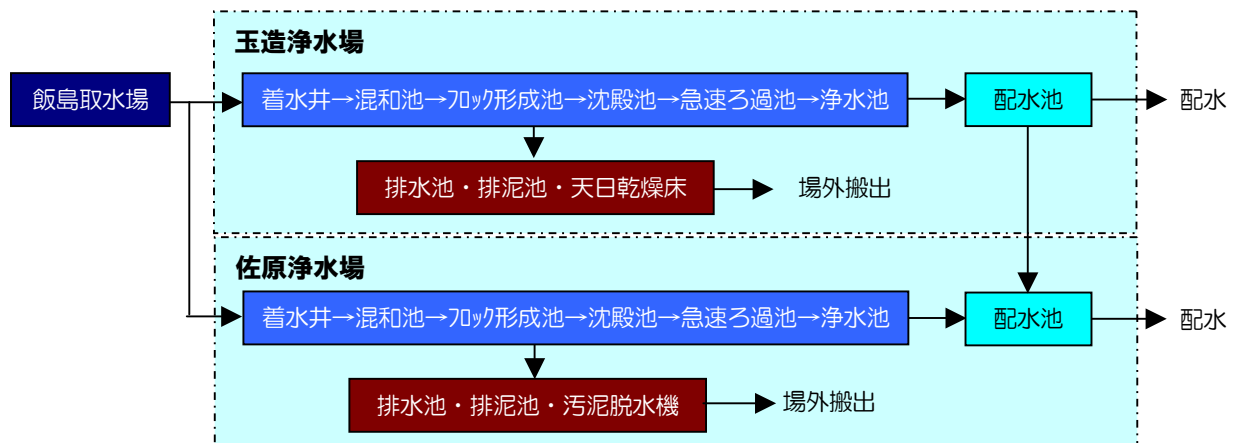 玉造浄水場
飯島取水場
着水井→混和池→フロック形成池→沈殿池→急速ろ過池→浄水池
配水池
配水
排水池・排泥池・天日乾燥床
場外搬出
佐原浄水場
着水井→混和池→フロック形成池→沈殿池→急速ろ過池→浄水池
配水池
配水
排水池・排泥池・汚泥脱水機
場外搬出